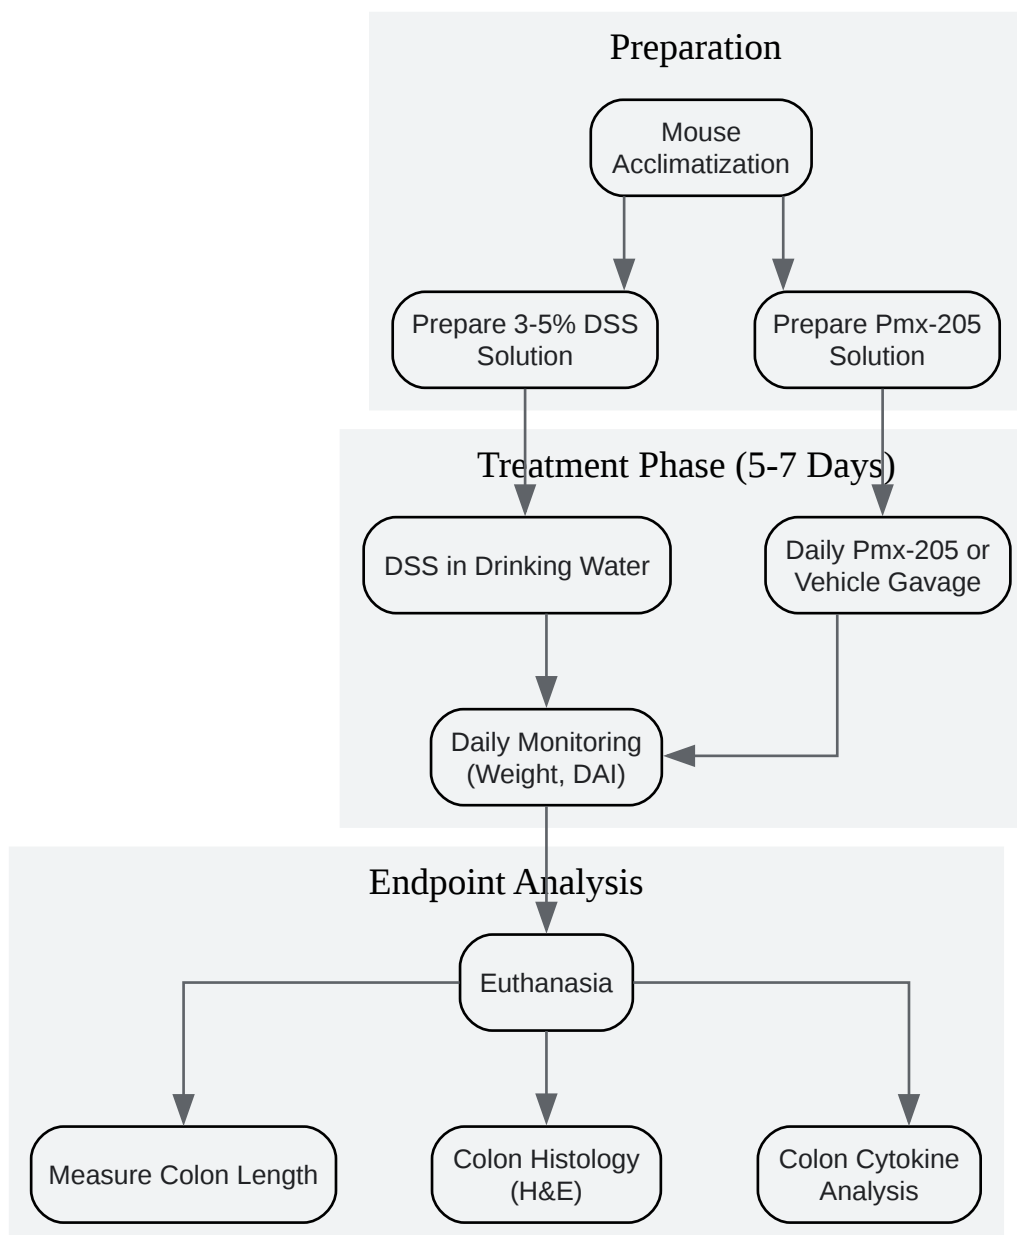 Preparation
Mouse
Acclimatization
Prepare 3-5% DSS
Solution
Prepare Pmx-205
Solution
Treatment Phase (5-7 Days)
DSS in Drinking Water
Daily Pmx-205 or
Vehicle Gavage
Daily Monitoring
(Weight, DAI)
Endpoint Analysis
Euthanasia
Measure Colon Length
Colon Histology
(H&E)
Colon Cytokine
Analysis